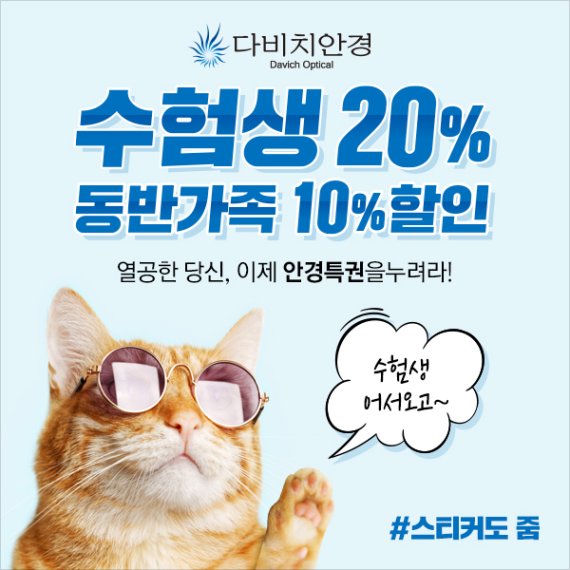 다비치안경
Davich Optical
수험생 20%
동반가족 10%할인
열공한 당신, 이제 안경특권을누려라!
수험생
어서오고~
#스티커도 줌